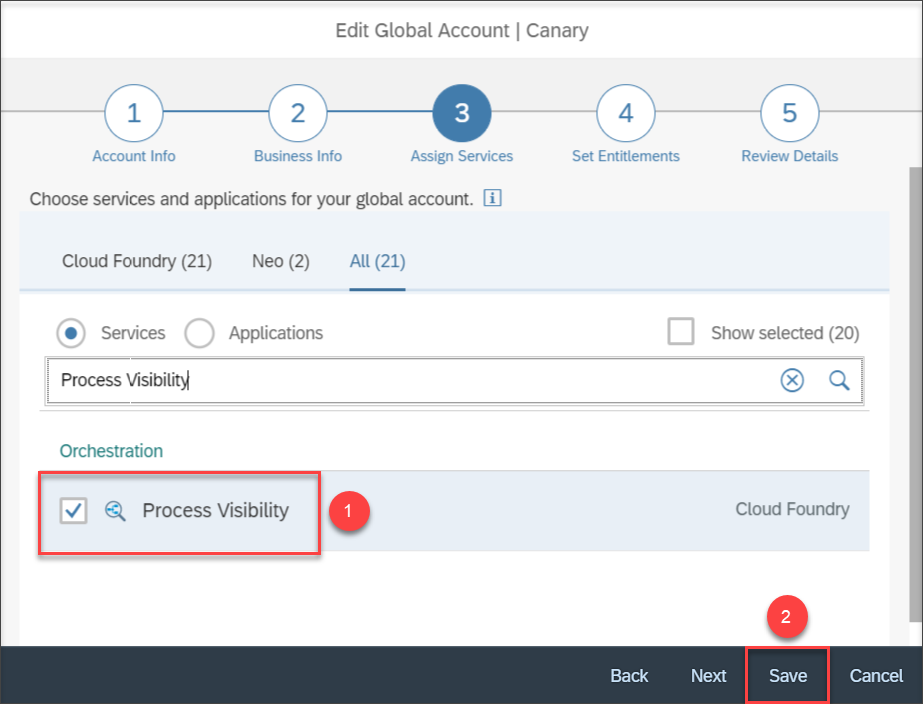 Edit Global Account | Canary
1 2 3 4 5
Account Info Business Info Assign Services Set Entitlements Review Details
Choose services and applications for your global account. i
Cloud Foundry (21) Neo (2) All (21)
Services Applications Show selected (20)
Process Visibility
Orchestration
Process Visibility 1 Cloud Foundry
2
Back Next Save Cancel